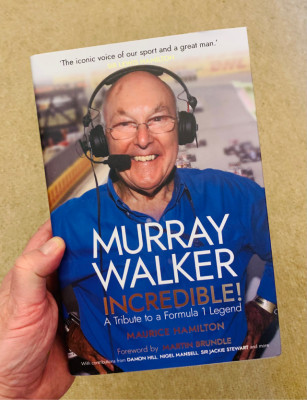 'The iconic voice of our sport and a great man.'
MURRAY
WALKER
INCREDIBLE!
A Tribute to a Formula 1 Legend
MAURICE HAMILTON
Foreword by MARTIN BRUNDLE
With contributions from DAMON HILL, NIGEL MANSELL, SIR JACKIE STEWART and more